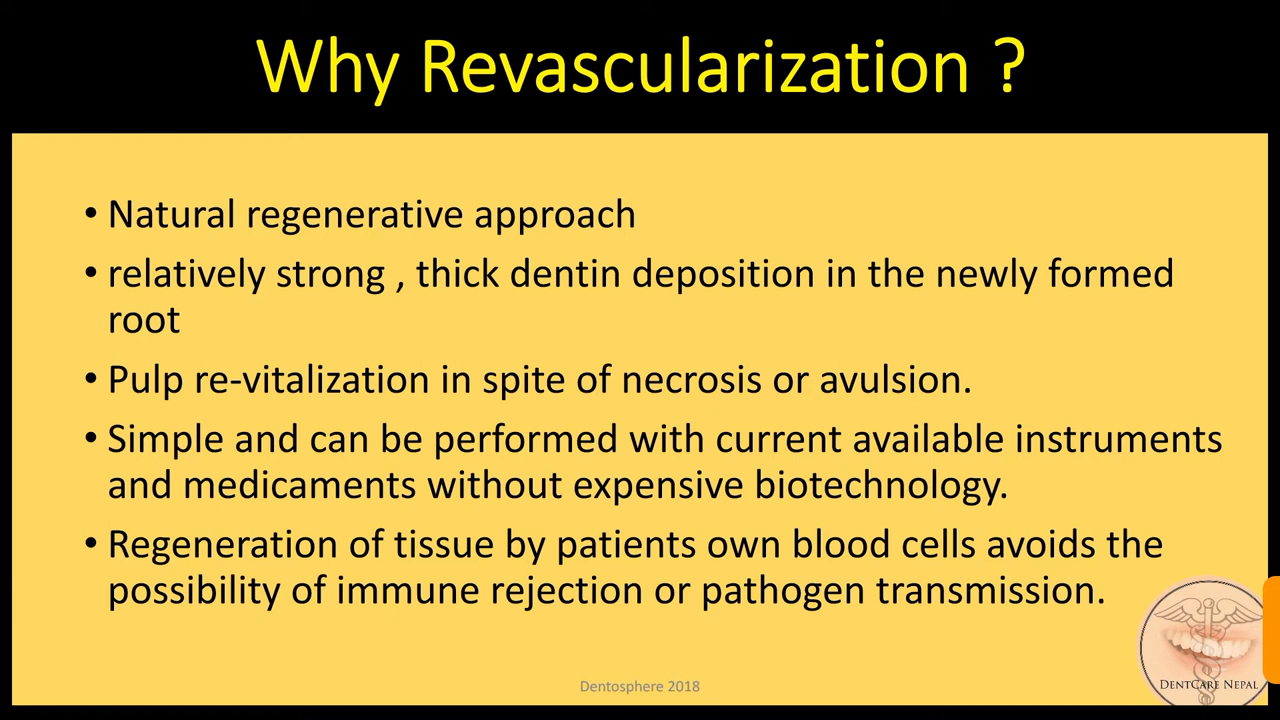 Why Revascularization ?
• Natural regenerative approach
• relatively strong , thick dentin deposition in the newly formed
root
• Pulp re-vitalization in spite of necrosis or avulsion.
• Simple and can be performed with current available instruments
and medicaments without expensive biotechnology.
• Regeneration of tissue by patients own blood cells avoids the
possibility of immune rejection or pathogen transmission.
Dentosphere 2018
DentCare Nepal